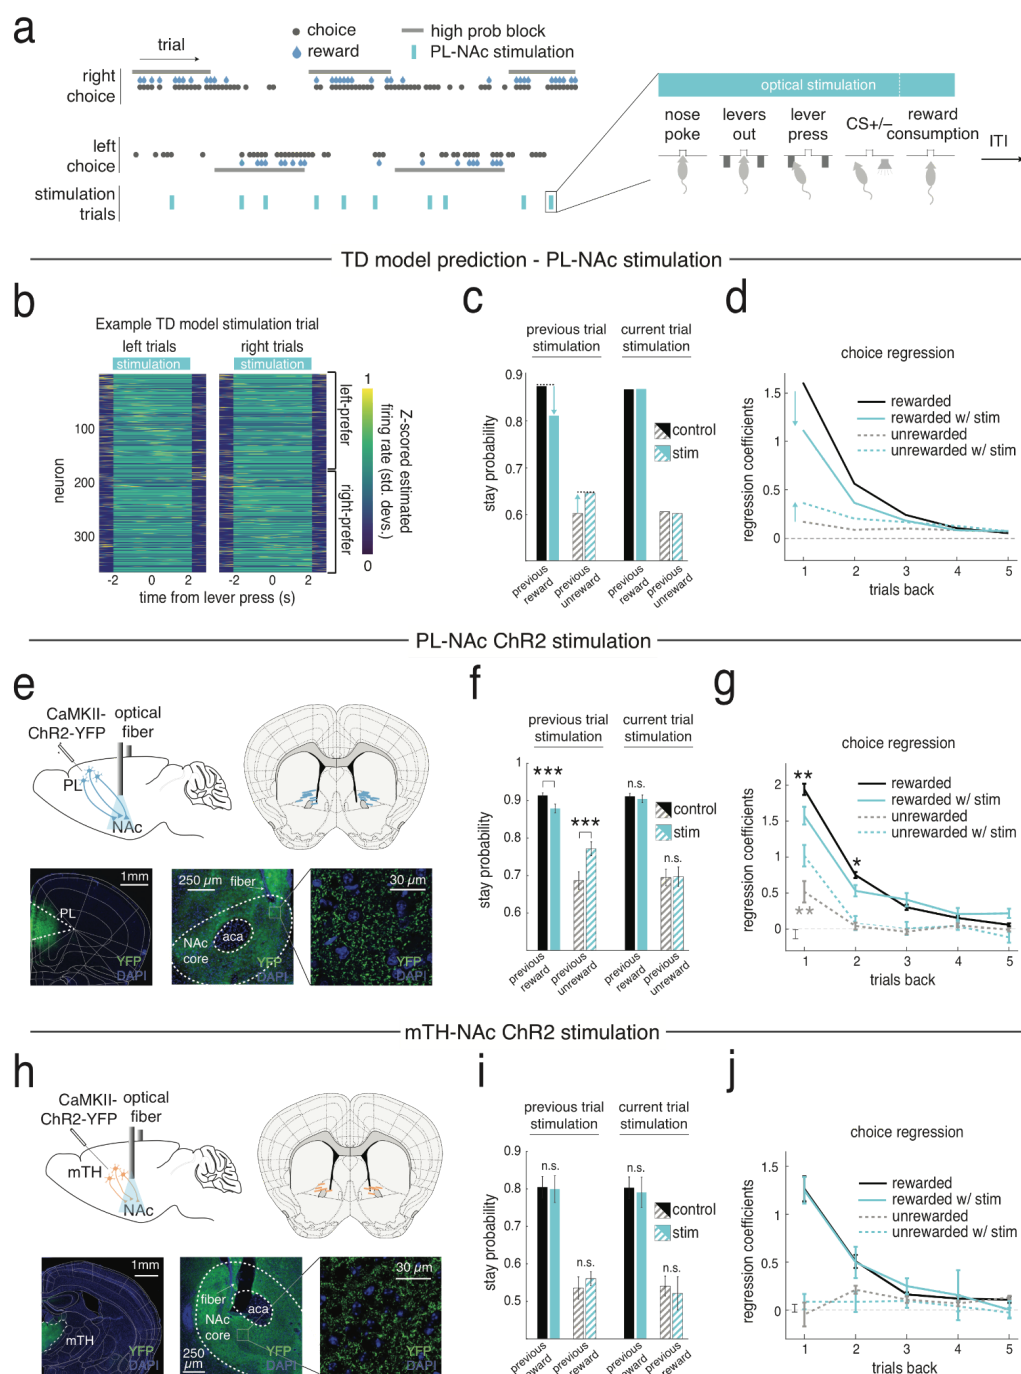 a
trial
choice
reward
high prob block
PL-NAc stimulation
right
choice
left
choice
stimulation
trials
optical stimulation
nose
poke
levers
out
lever
press
CS+/–
reward
consumption
ITI
TD model prediction - PL-NAc stimulation
b
Example TD model stimulation trial
left trials
right trials
stimulation
stimulation
neuron
100
200
300
left-prefer
right-prefer
-2 0 2
-2 0 2
time from lever press (s)
1
0
Z-scored estimated
firing rate (std. devs.)
c
previous trial
stimulation
current trial
stimulation
stay probability
0.9
0.8
0.7
0.6
control
stim
previous
reward
previous
unreward
previous
reward
previous
unreward
d
choice regression
regression coefficients
1.5
1
0.5
0
rewarded
rewarded w/ stim
unrewarded
unrewarded w/ stim
1 2 3 4 5
trials back
PL-NAc ChR2 stimulation
e
CaMKII-
ChR2-YFP
optical
fiber
PL
NAc
1mm
PL
YFP
DAPI
250 µm
fiber
aca
NAc
core
YFP
DAPI
30 µm
f
previous trial
stimulation
current trial
stimulation
stay probability
1
0.9
0.8
0.7
0.6
***
***
n.s.
n.s.
control
stim
previous
reward
previous
unreward
previous
reward
previous
unreward
g
choice regression
regression coefficients
2
1.5
1
0.5
0
**
*
**
rewarded
rewarded w/ stim
unrewarded
unrewarded w/ stim
1 2 3 4 5
trials back
mTH-NAc ChR2 stimulation
h
CaMKII-
ChR2-YFP
optical
fiber
mTH
NAc
1mm
mTH
YFP
DAPI
fiber
aca
NAc
core
250
µm
YFP
DAPI
30 µm
i
previous trial
stimulation
current trial
stimulation
stay probability
0.9
0.8
0.7
0.6
0.5
n.s.
n.s.
n.s.
n.s.
control
stim
previous
reward
previous
unreward
previous
reward
previous
unreward
j
choice regression
regression coefficients
1.5
1
0.5
0
rewarded
rewarded w/ stim
unrewarded
unrewarded w/ stim
1 2 3 4 5
trials back